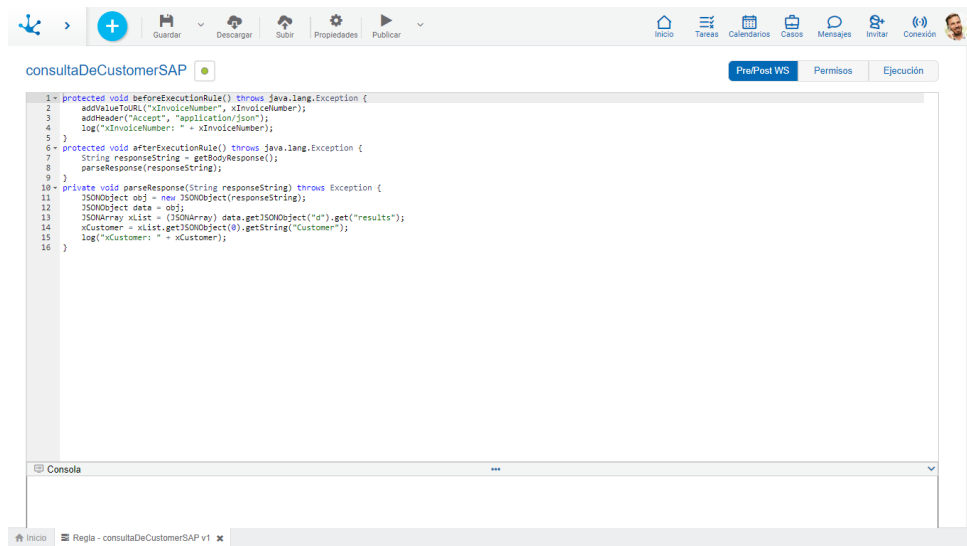 Guardar
Descargar
Subir
Propiedades
Publicar
Inicio
Tareas
Calendarios
Casos
Mensajes
Invitar
Conexión
consultaDeCustomerSAP
Pre/Post WS
Permisos
Ejecución
1 protected void beforeExecutionRule() throws java.lang.Exception {
2 addValueToURL("xInvoiceNumber", xInvoiceNumber);
3 addHeader("Accept", "application/json");
4 log("xInvoiceNumber: " + xInvoiceNumber);
5 }
6 protected void afterExecutionRule() throws java.lang.Exception {
7 String responseString = getBodyResponse();
8 parseResponse(responseString);
9 }
10 private void parseResponse(String responseString) throws Exception {
11 JSONObject obj = new JSONObject(responseString);
12 JSONObject data = obj;
13 JSONArray xList = (JSONArray) data.getJSONObject("d").get("results");
14 xCustomer = xList.getJSONObject(0).getString("Customer");
15 log("xCustomer: " + xCustomer);
16 }
Consola
Inicio
Regla - consultaDeCustomerSAP v1